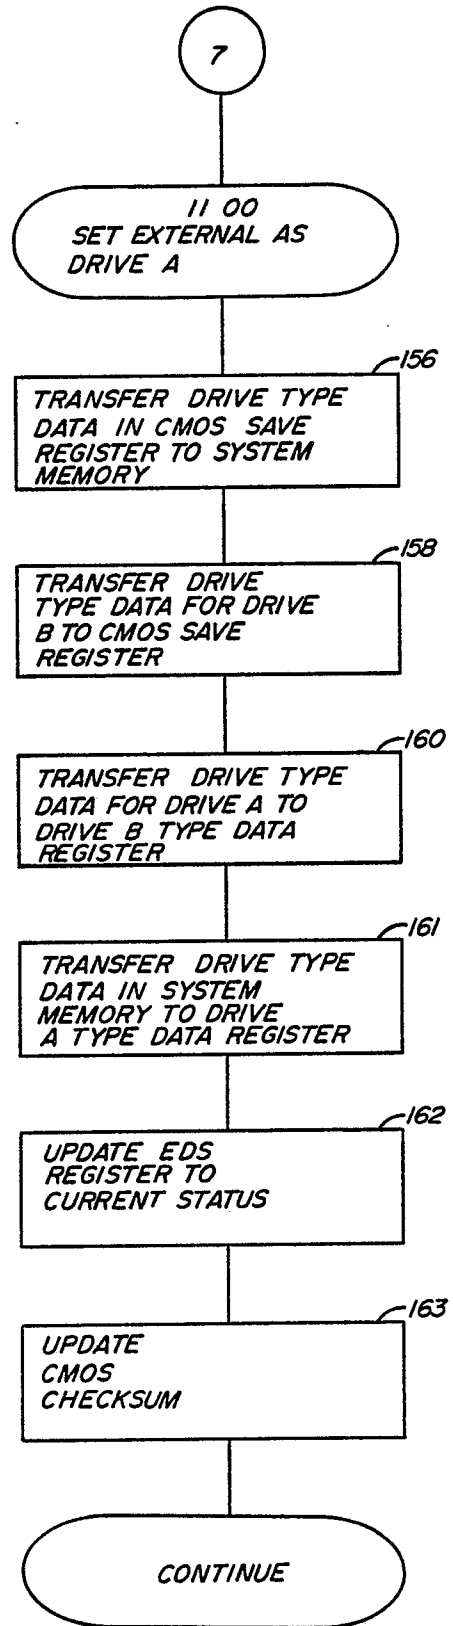 7
11 00
SET EXTERNAL AS
DRIVE A
156
TRANSFER DRIVE TYPE
DATA IN CMOS SAVE
REGISTER TO SYSTEM
MEMORY
158
TRANSFER DRIVE
TYPE DATA FOR DRIVE
B TO CMOS SAVE
REGISTER
160
TRANSFER DRIVE TYPE
DATA FOR DRIVE A TO
DRIVE B TYPE DATA
REGISTER
161
TRANSFER DRIVE TYPE
DATA IN SYSTEM
MEMORY TO DRIVE
A TYPE DATA REGISTER
162
UPDATE EDS
REGISTER TO
CURRENT STATUS
163
UPDATE
CMOS
CHECKSUM
CONTINUE